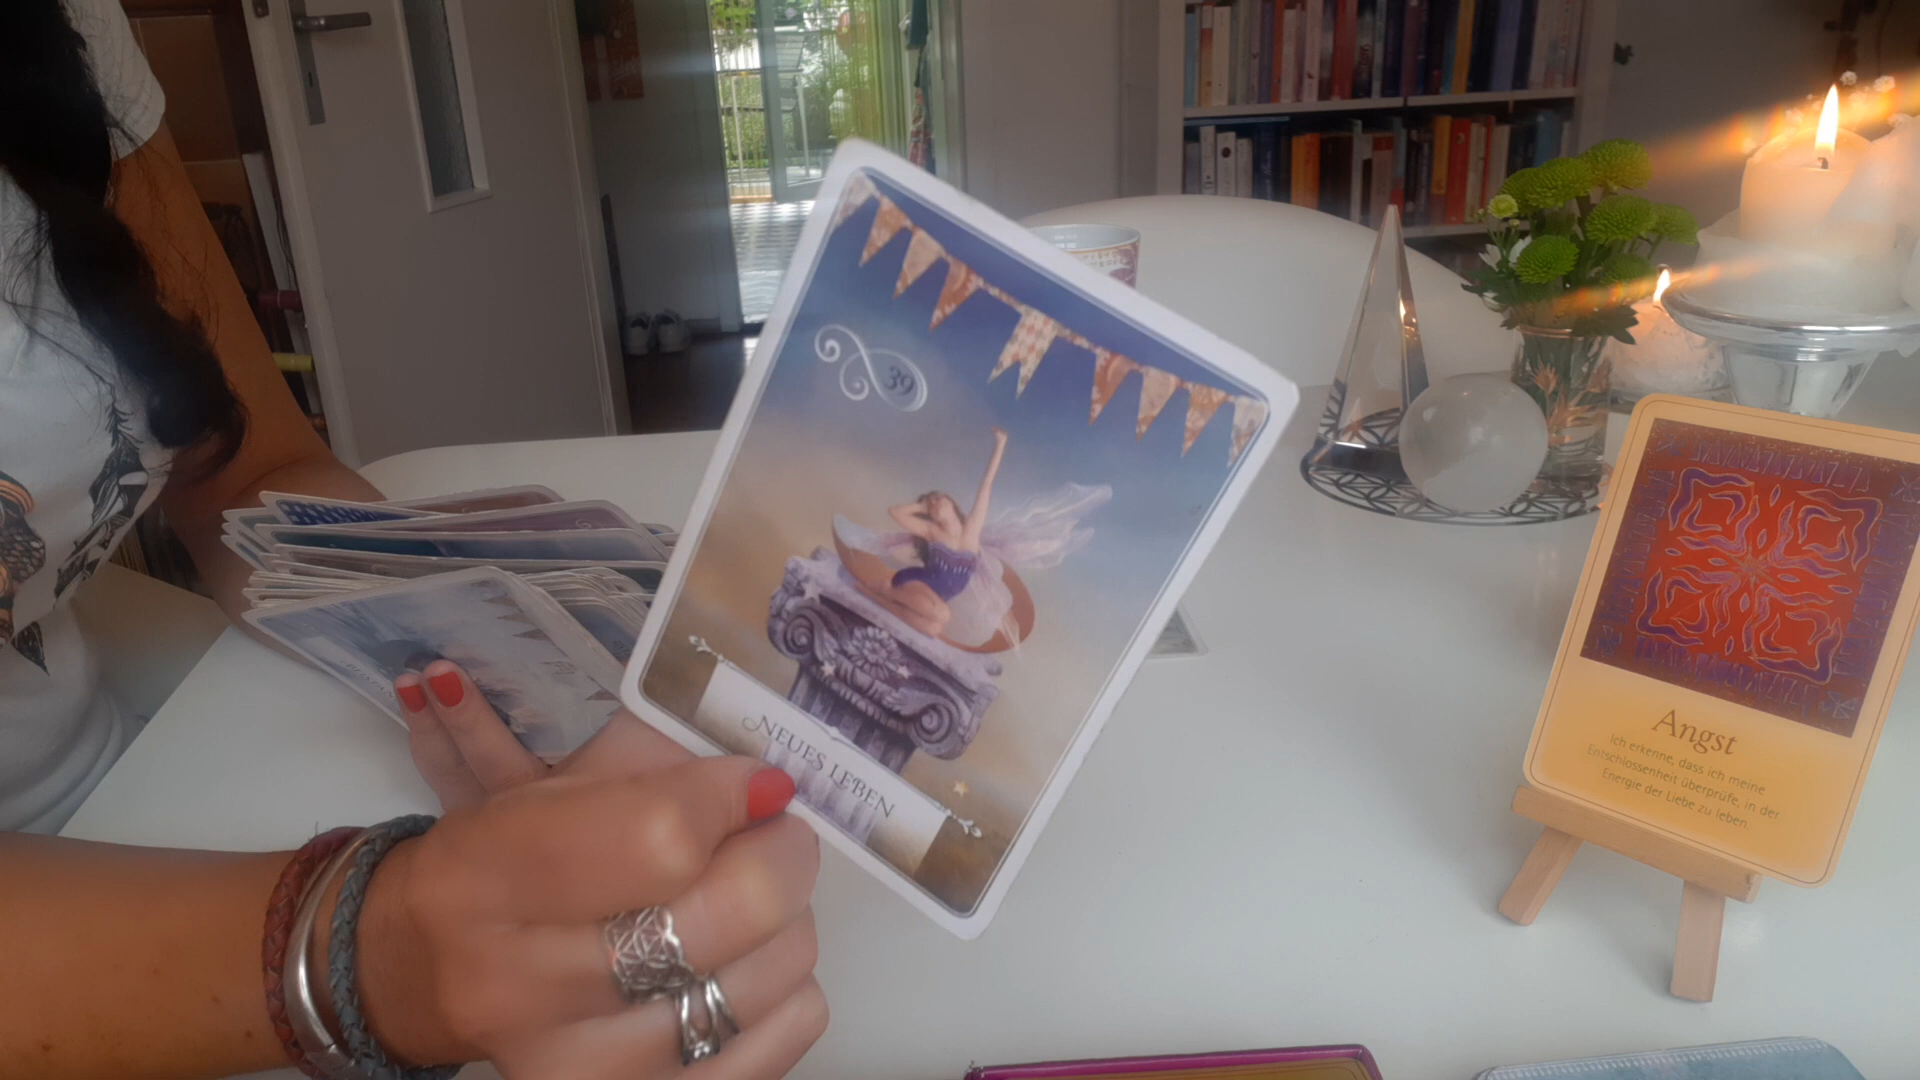 39
NEUES LEBEN
Angst
Ich erkenne, dass ich meine
Entschlossenheit überprüfe, in der
Energie der Liebe zu leben.